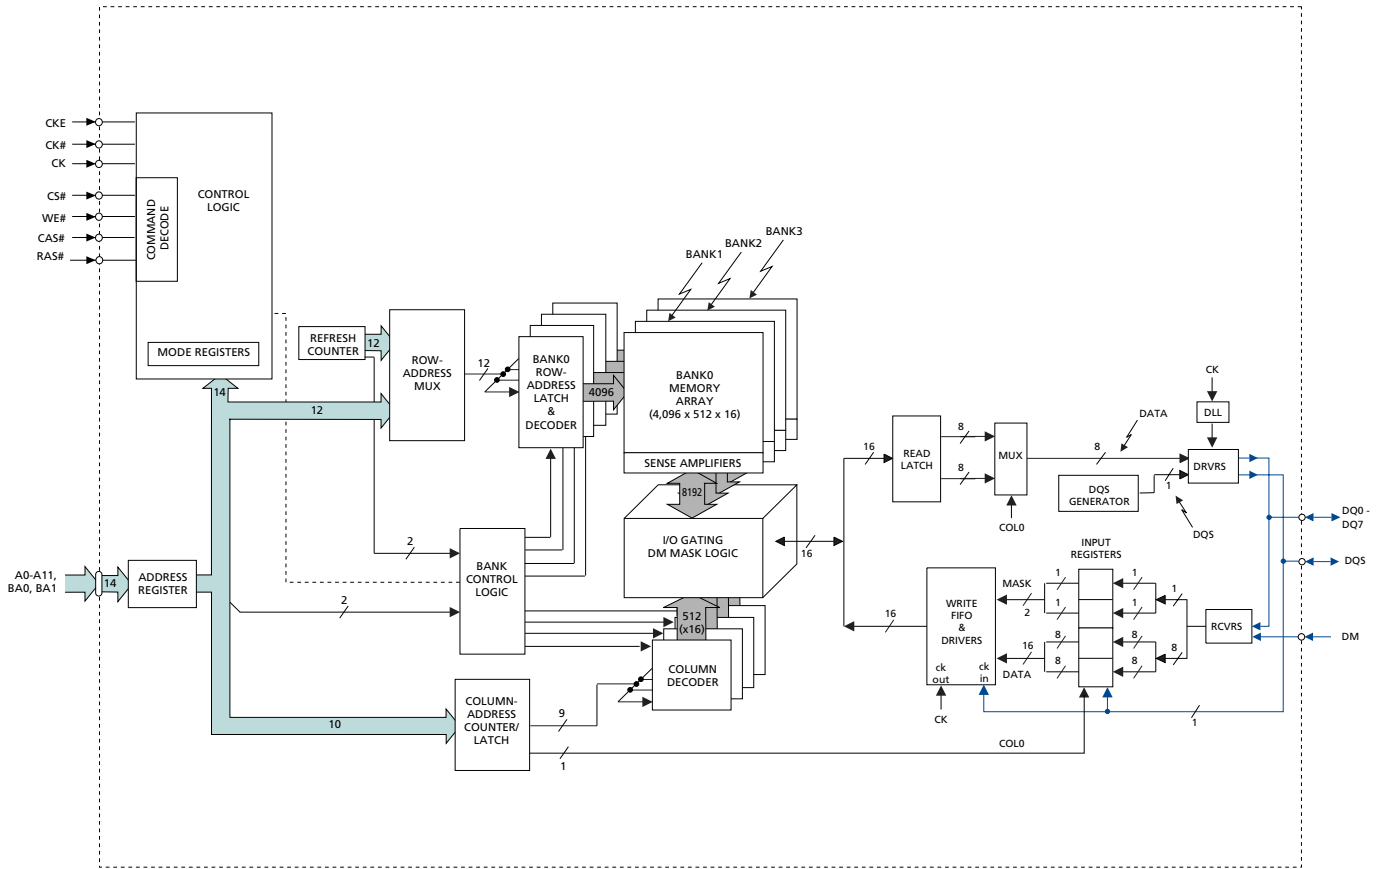 CKE
CK#
CK
CS#
WE#
CAS#
RAS#
COMMAND
DECODE
CONTROL
LOGIC
MODE REGISTERS
14
REFRESH
COUNTER
12
ROW-
ADDRESS
MUX
12
12
BANK0
ROW-
ADDRESS
LATCH
&
DECODER
4096
BANK1
BANK2
BANK3
BANK0
MEMORY
ARRAY
(4,096 x 512 x 16)
SENSE AMPLIFIERS
8192
I/O GATING
DM MASK LOGIC
16
512
(x16)
COLUMN
DECODER
A0-A11,
BA0, BA1
14
ADDRESS
REGISTER
2
2
BANK
CONTROL
LOGIC
10
COLUMN-
ADDRESS
COUNTER/
LATCH
9
1
COL0
16
READ
LATCH
8
8
MUX
COL0
8
DATA
CK
DLL
DRVRS
DQS
GENERATOR
1
DQS
DQ0 -
DQ7
DQS
DM
INPUT
REGISTERS
16
WRITE
FIFO
&
DRIVERS
ck
out
ck
in
CK
MASK
2
16
DATA
1
1
8
8
1
1
8
8
1
8
RCVRS
1